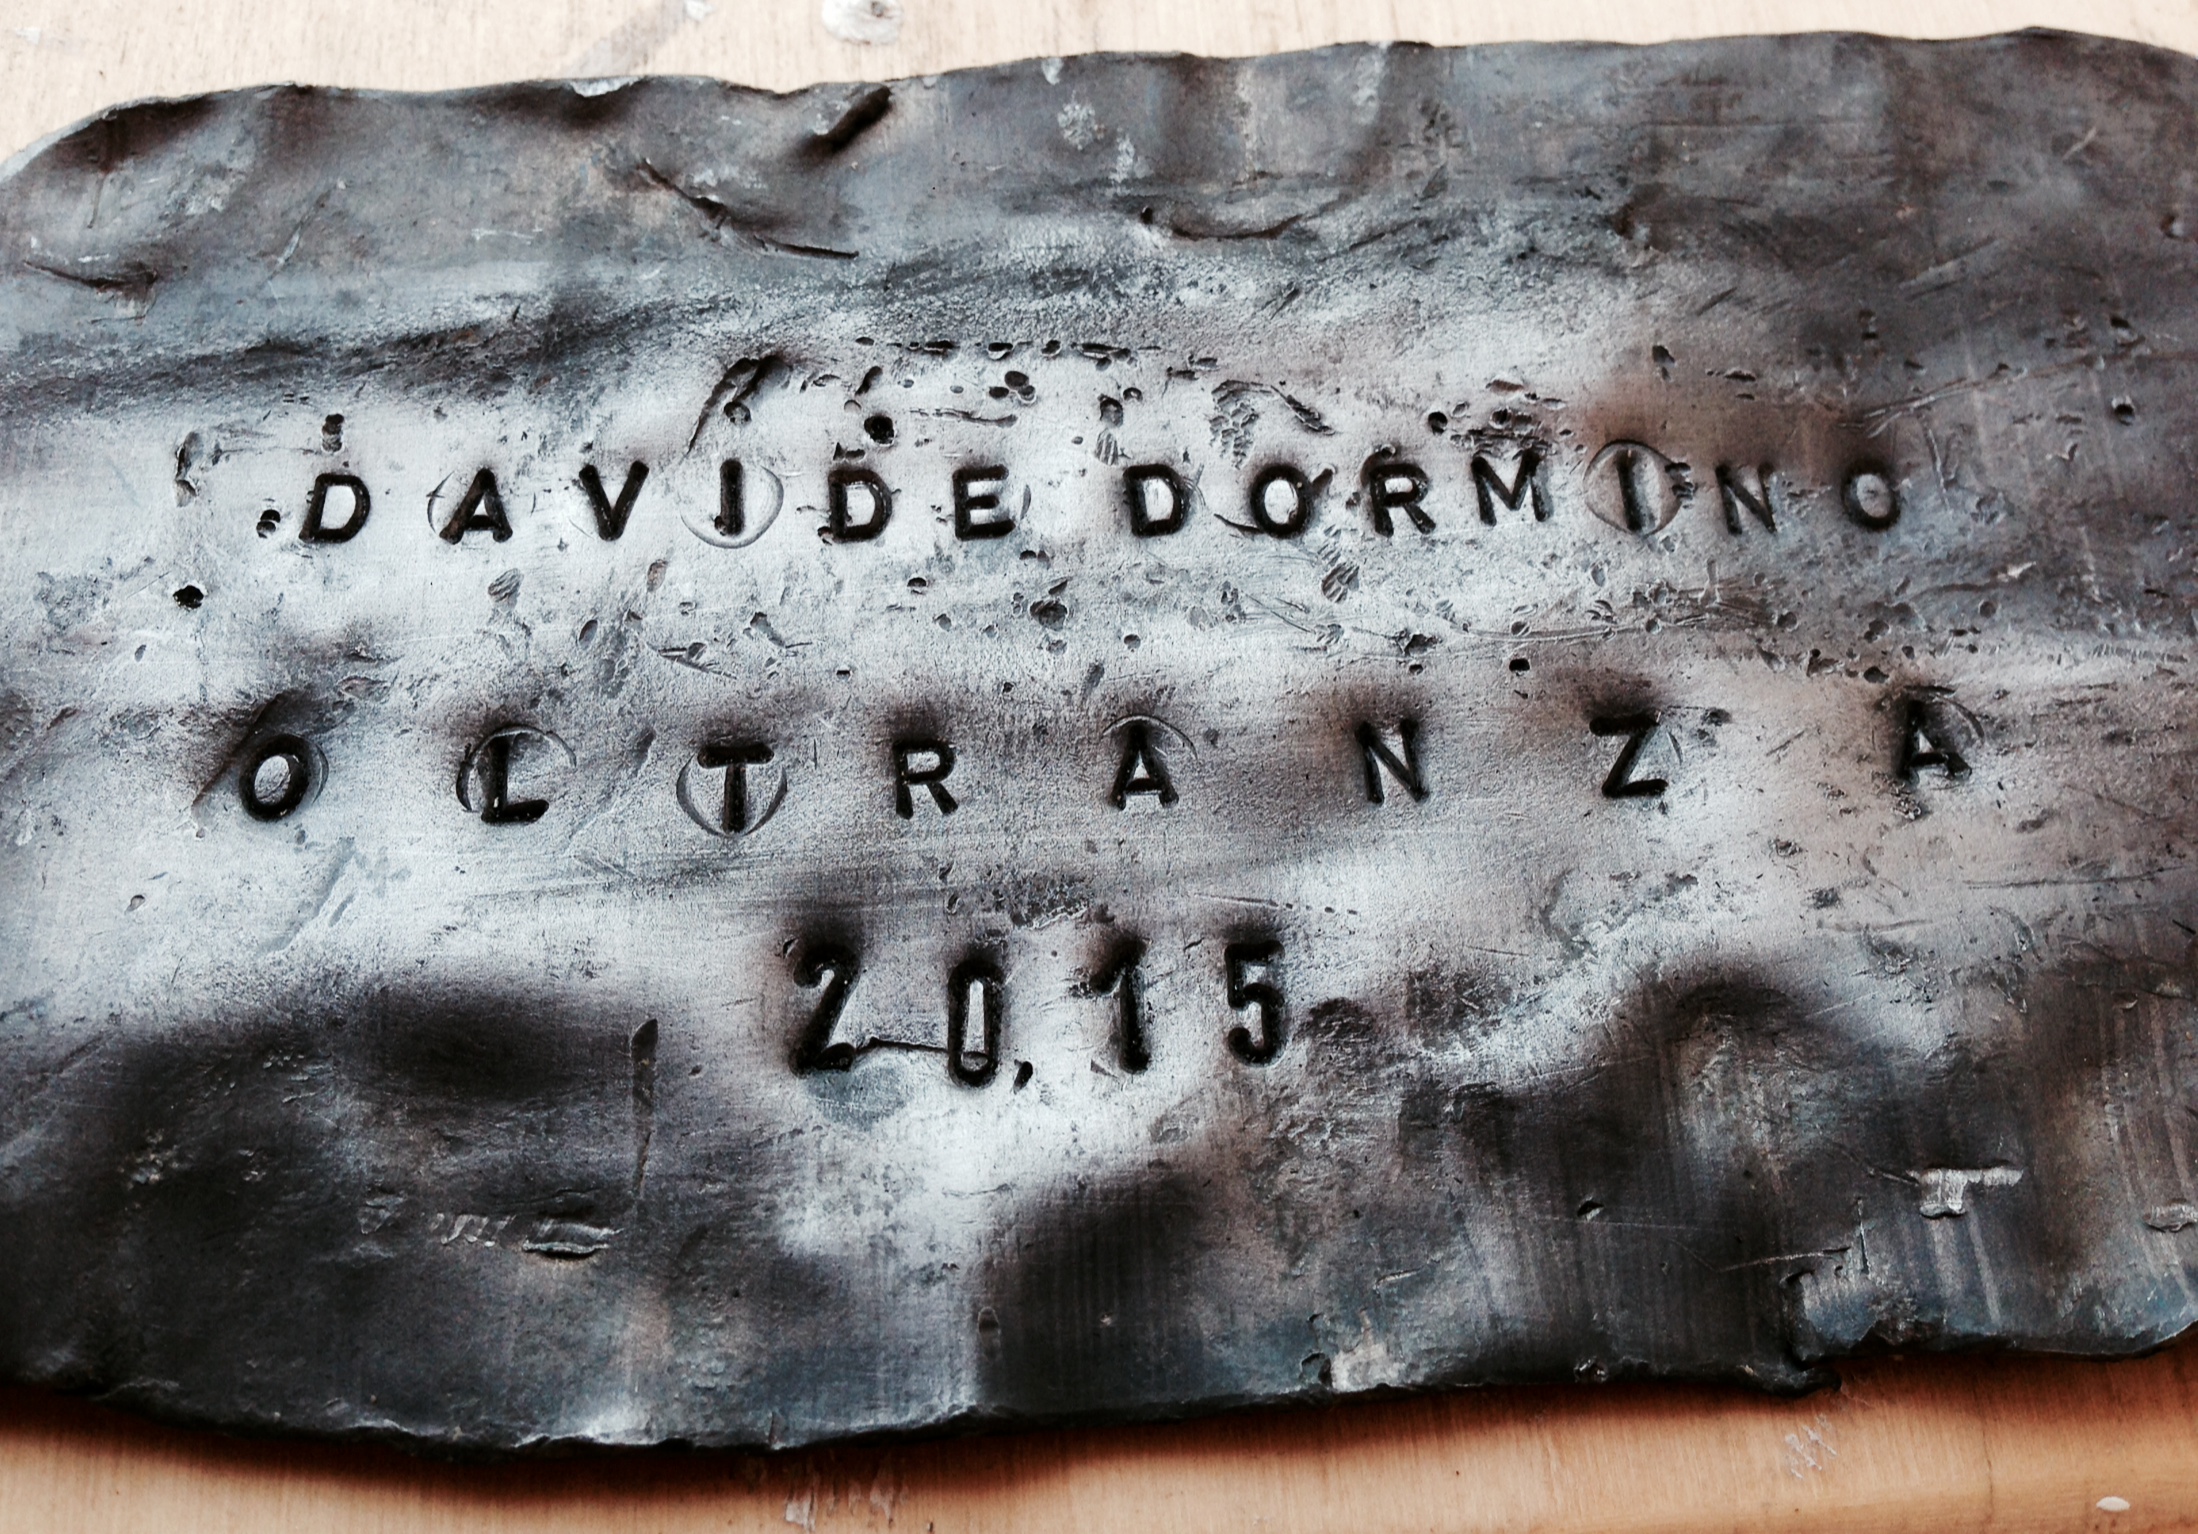 DAVIDE DORMINO
OLTRANZA
2015